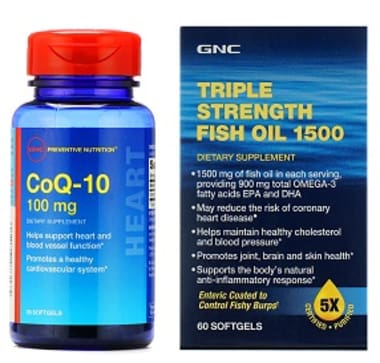 GNC PREVENTIVE NUTRITION™
CoQ-10
100 mg
DIETARY SUPPLEMENT
Helps support heart and
blood vessel function*
Promotes a healthy
cardiovascular system*
60 SOFTGELS
HEART
GNC
TRIPLE
STRENGTH
FISH OIL 1500
DIETARY SUPPLEMENT
• 1500 mg of fish oil in each serving,
providing 900 mg total OMEGA-3
fatty acids EPA and DHA
• May reduce the risk of coronary
heart disease*
• Helps maintain healthy cholesterol
and blood pressure*
• Promotes joint, brain and skin health*
• Supports the body's natural
anti-inflammatory response*
Enteric Coated to
Control Fishy Burps*
5X
CERTIFIED • PURIFIED
60 SOFTGELS